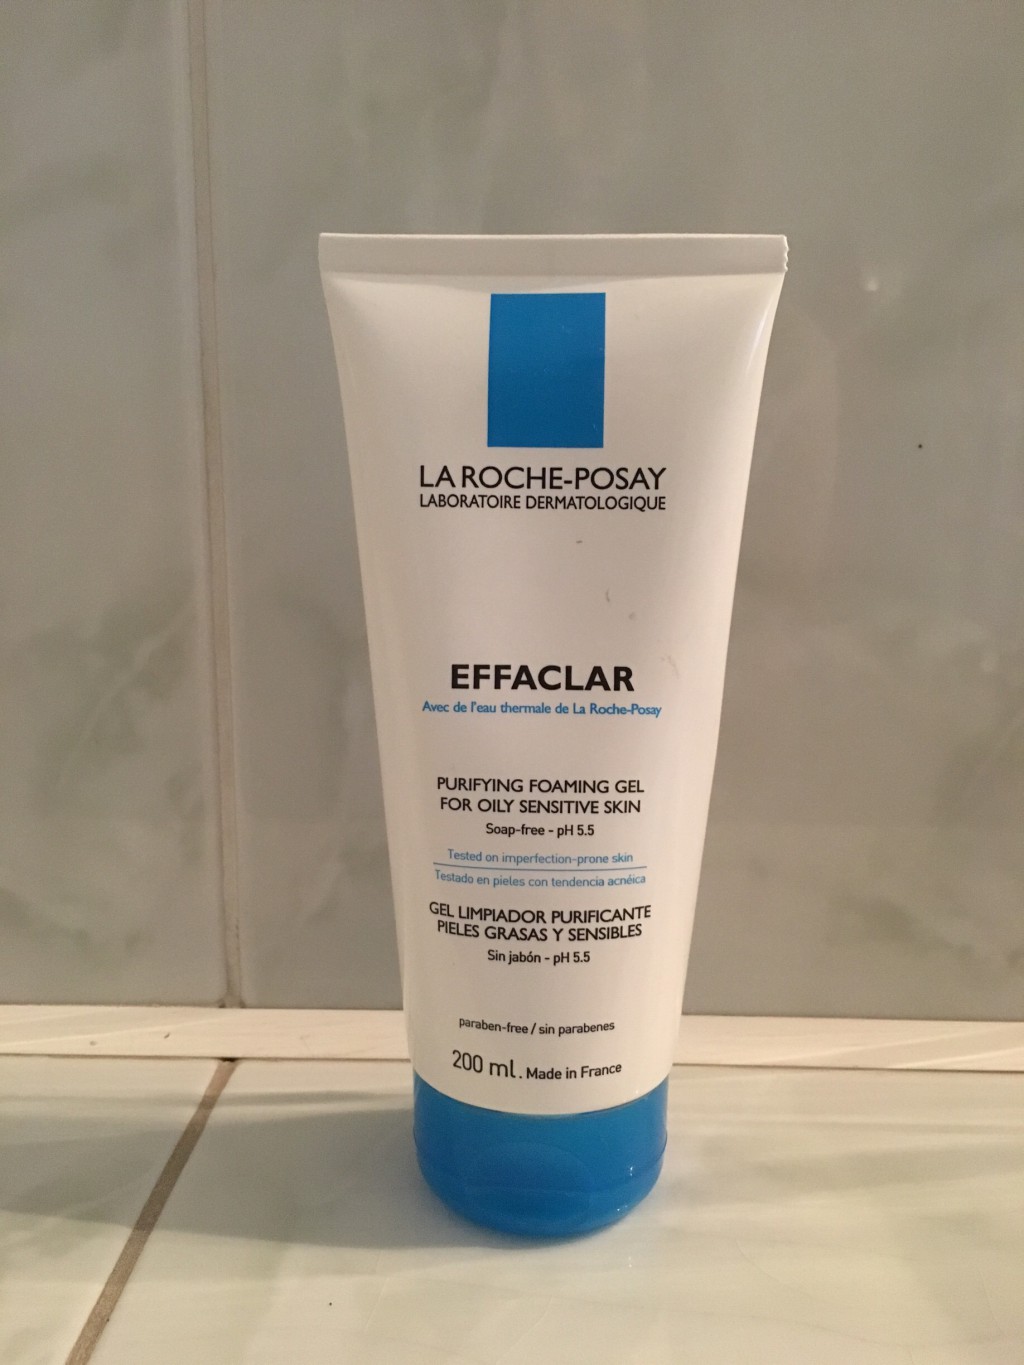 LA ROCHE-POSAY
LABORATOIRE DERMATOLOGIQUE
EFFACLAR
Avec de l'eau thermale de La Roche-Posay
PURIFYING FOAMING GEL
FOR OILY SENSITIVE SKIN
Soap-free - pH 5.5
Tested on imperfection-prone skin
Testado en pieles con tendencia acnéica
GEL LIMPIADOR PURIFICANTE
PIELES GRASAS Y SENSIBLES
Sin jabón - pH 5.5
paraben-free / sin parabenes
200 ml. Made in France